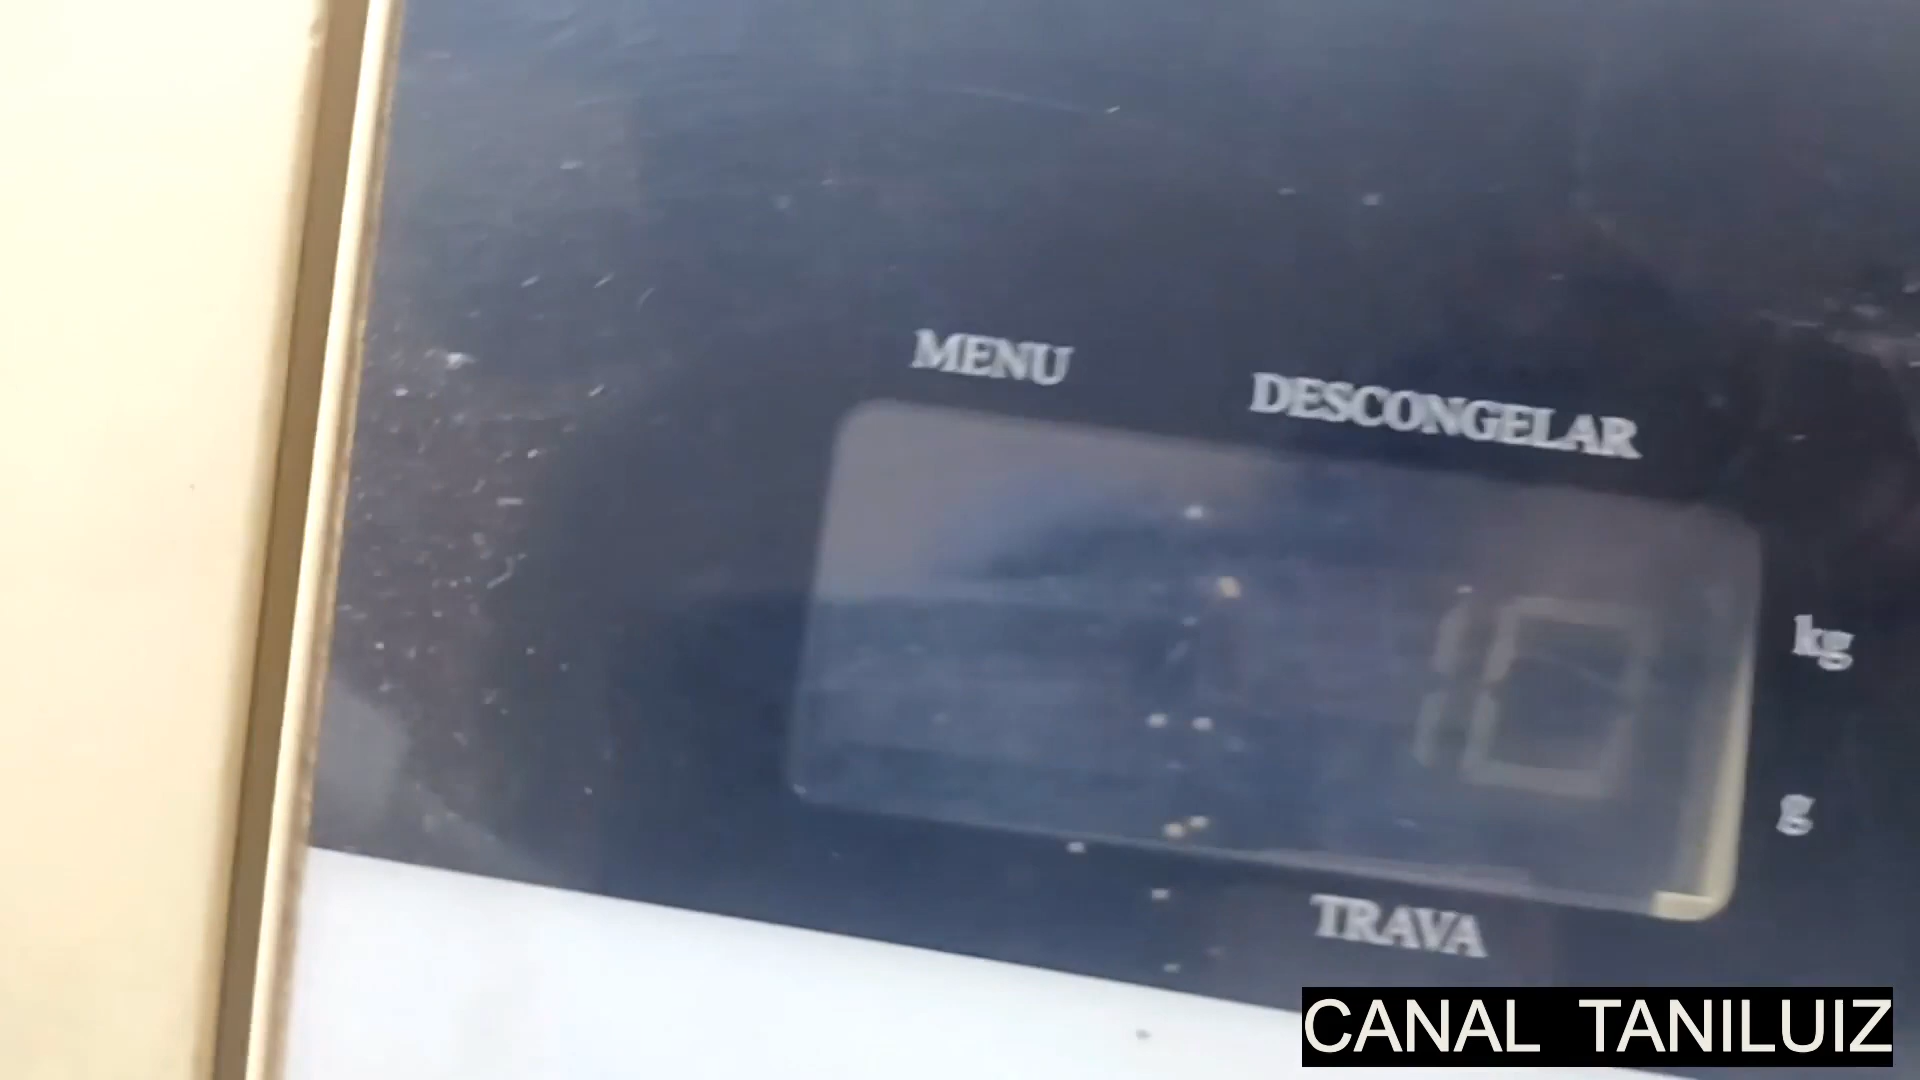 MENU
DESCONGELAR
kg
g
TRAVA
CANAL TANILUIZ